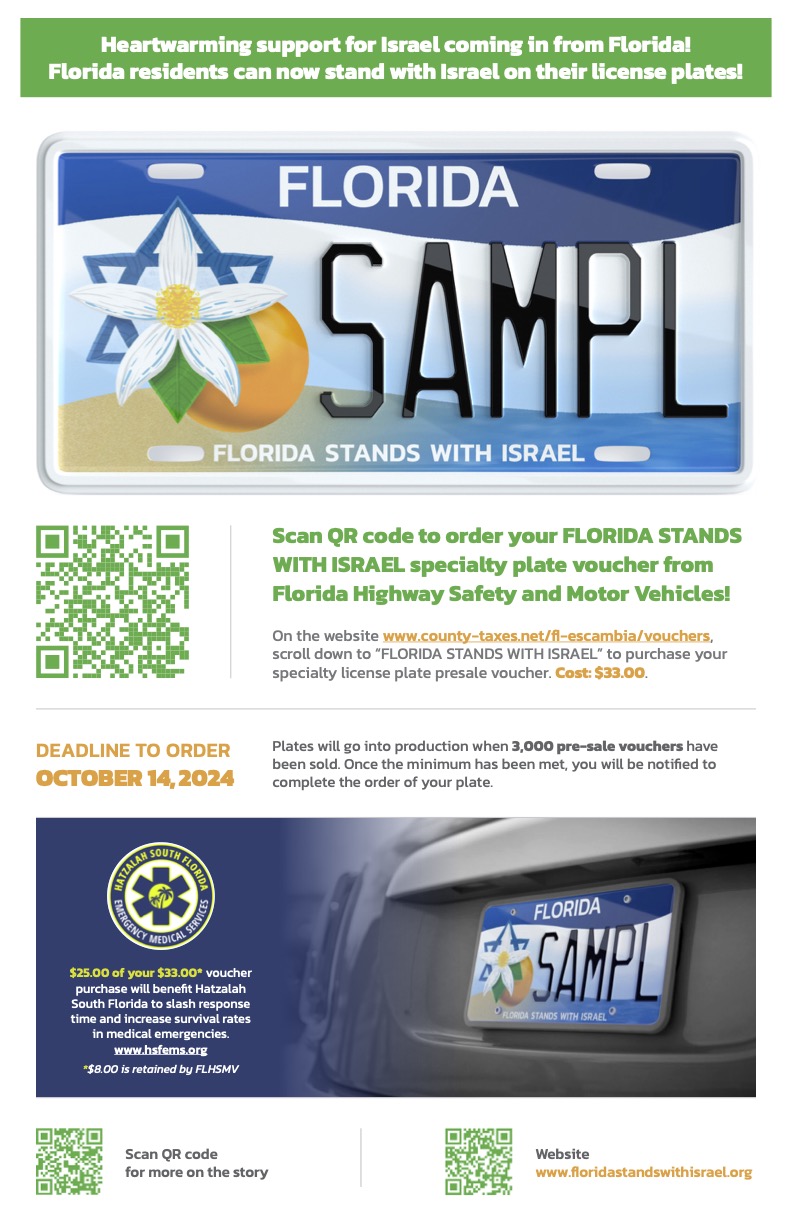 Heartwarming support for Israel coming in from Florida!
Florida residents can now stand with Israel on their license plates!
FLORIDA
SAMPL
FLORIDA STANDS WITH ISRAEL
Scan QR code to order your FLORIDA STANDS
WITH ISRAEL specialty plate voucher from
Florida Highway Safety and Motor Vehicles!
On the website www.county-taxes.net/fl-escambia/vouchers,
scroll down to “FLORIDA STANDS WITH ISRAEL” to purchase your
specialty license plate presale voucher. Cost: $33.00.
DEADLINE TO ORDER
OCTOBER 14, 2024
Plates will go into production when 3,000 pre-sale vouchers have
been sold. Once the minimum has been met, you will be notified to
complete the order of your plate.
HATZALAH SOUTH FLORIDA
EMERGENCY MEDICAL SERVICES
$25.00 of your $33.00* voucher
purchase will benefit Hatzalah
South Florida to slash response
time and increase survival rates
in medical emergencies.
www.hsfems.org
*$8.00 is retained by FLHSMV
FLORIDA
SAMPL
FLORIDA STANDS WITH ISRAEL
Scan QR code
for more on the story
Website
www.floridastandswithisrael.org